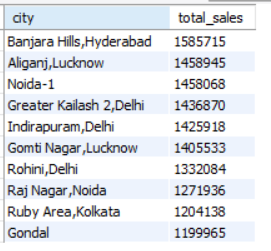 city total_sales
Banjara Hills,Hyderabad 1585715
Aliganj,Lucknow 1458945
Noida-1 1458068
Greater Kailash 2,Delhi 1436870
Indirapuram,Delhi 1425918
Gomti Nagar,Lucknow 1405533
Rohini,Delhi 1332084
Raj Nagar,Noida 1271936
Ruby Area,Kolkata 1204138
Gondal 1199965